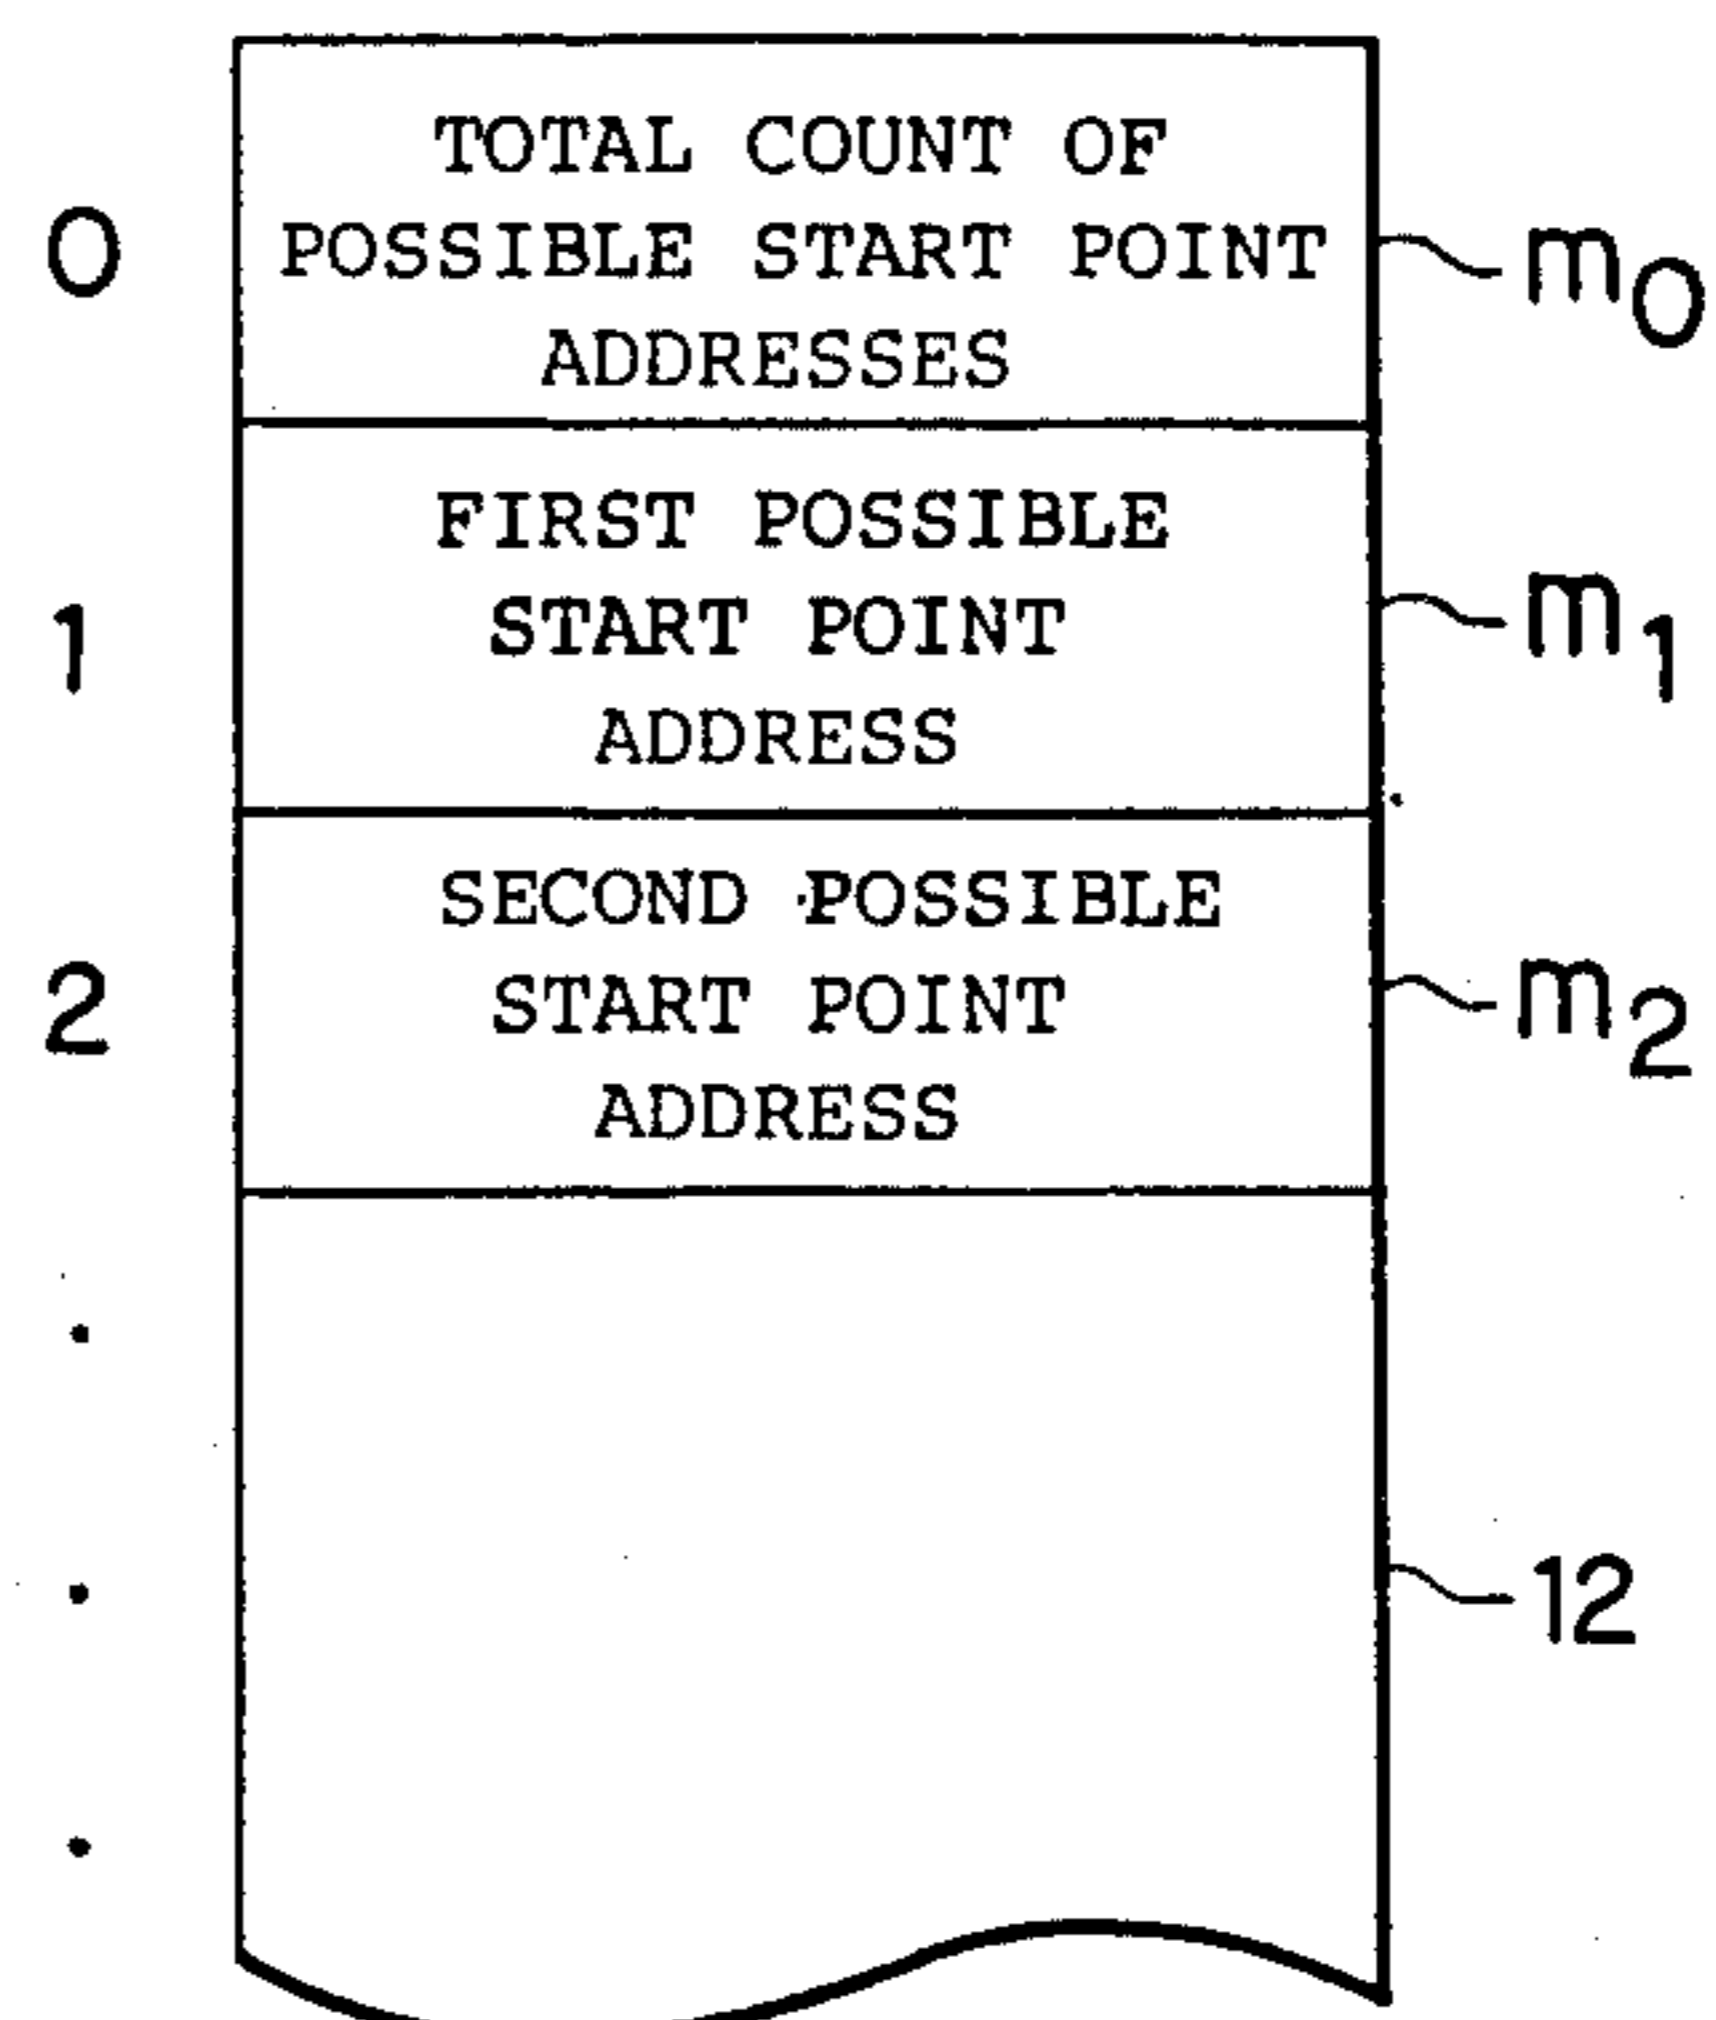 TOTAL COUNT OF
0 POSSIBLE START POINT m0
ADDRESSES
FIRST POSSIBLE
1 START POINT m1
ADDRESS
SECOND POSSIBLE
2 START POINT m2
ADDRESS
12